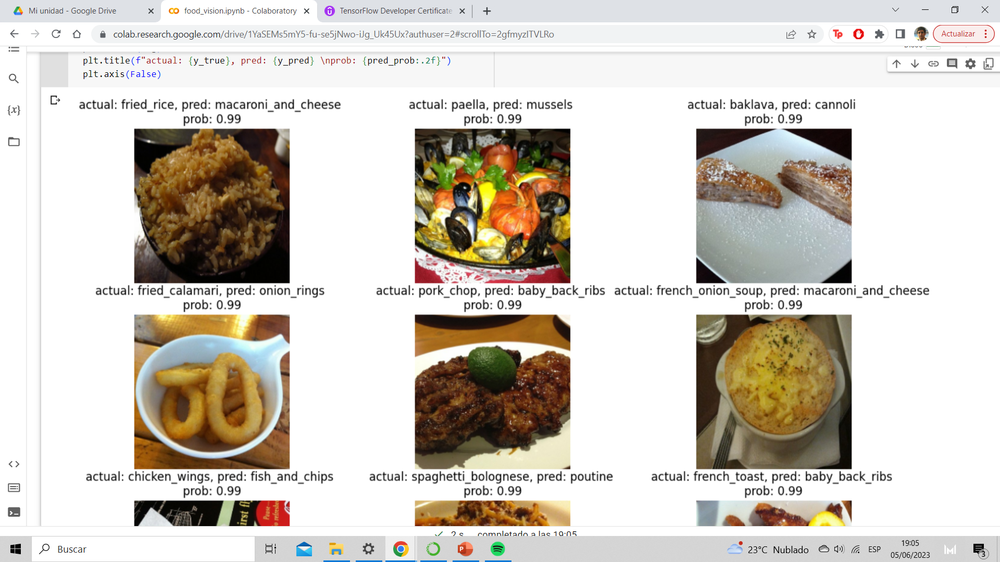 Mi unidad - Google Drive
food_vision.ipynb - Colaboratory
TensorFlow Developer Certificate
colab.research.google.com/drive/1YaSEMs5mY5-fu-se5jNwo-iJg_Uk45Ux?authuser=2#scrollTo=2gfmyzlTVLRo
Actualizar
plt.title(f"actual: {y_true}, pred: {y_pred} \nprob: {pred_prob:.2f}")
plt.axis(False)
{x}
actual: fried_rice, pred: macaroni_and_cheese
prob: 0.99
actual: paella, pred: mussels
prob: 0.99
actual: baklava, pred: cannoli
prob: 0.99
actual: fried_calamari, pred: onion_rings
prob: 0.99
actual: pork_chop, pred: baby_back_ribs
prob: 0.99
actual: french_onion_soup, pred: macaroni_and_cheese
prob: 0.99
actual: chicken_wings, pred: fish_and_chips
prob: 0.99
actual: spaghetti_bolognese, pred: poutine
prob: 0.99
actual: french_toast, pred: baby_back_ribs
prob: 0.99
Pause...
2 s completado a las 19:05
Buscar
23°C Nublado
ESP
19:05
05/06/2023
3